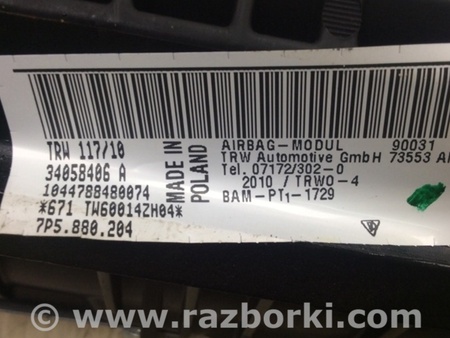 TRW 117/10
34058406 A
1044788480074
*671 TW60014ZH04*
7P5.880.204
MADE IN
POLAND
AIRBAG-MODUL 90031
TRW Automotive GmbH 73553 Al
Tel. 07172/302-0
2010 / TRWO-4
BAM-PT1-1729
© www.razborki.com